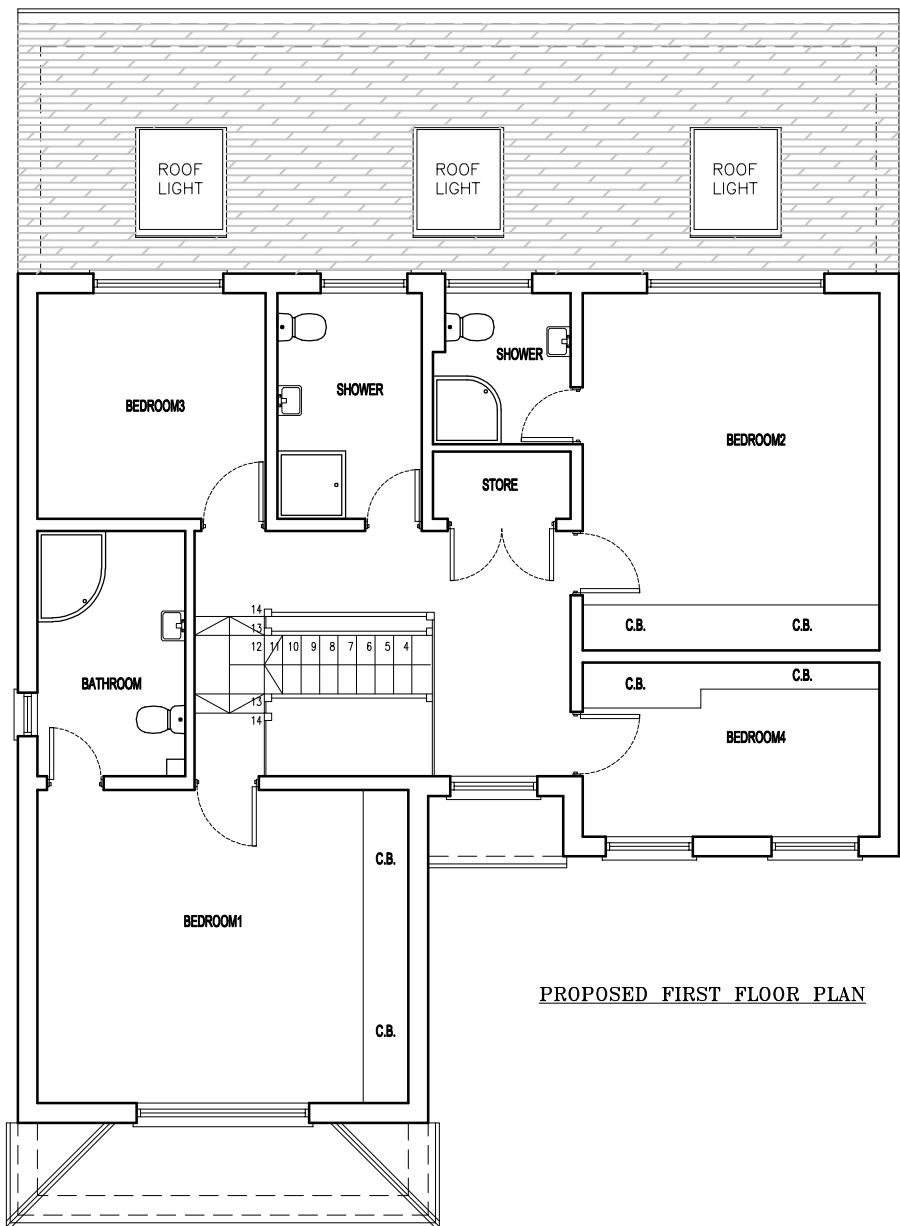 ROOF
LIGHT
ROOF
LIGHT
ROOF
LIGHT
SHOWER
SHOWER
BEDROOM3
BEDROOM2
STORE
14
13
12 11 10 9 8 7 6 5 4
13
14
C.B.
C.B.
C.B.
C.B.
BATHROOM
BEDROOM4
C.B.
BEDROOM1
C.B.
PROPOSED FIRST FLOOR PLAN